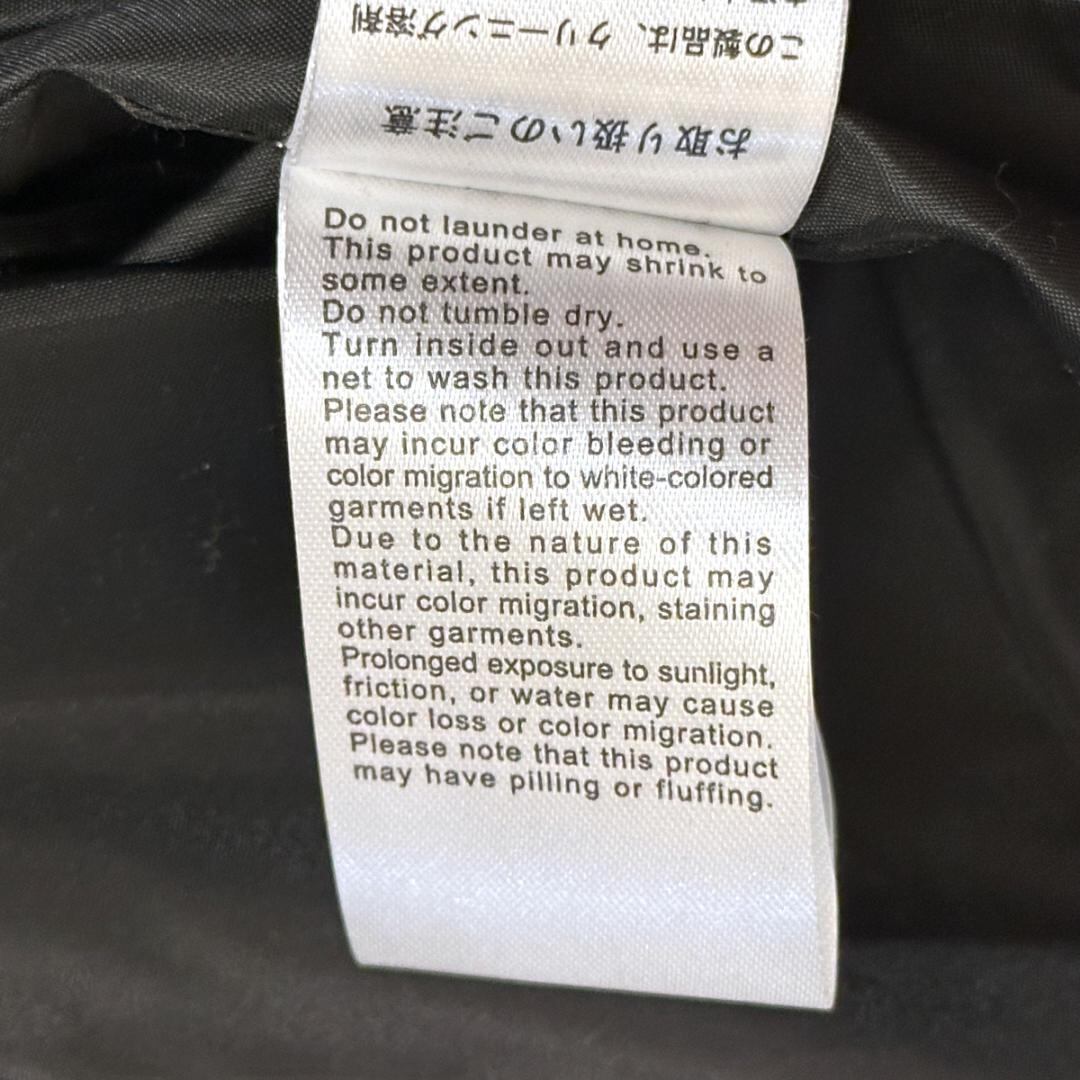 この製品は、クリーニング溶剤
お取り扱いのご注意
Do not launder at home.
This product may shrink to
some extent.
Do not tumble dry.
Turn inside out and use a
net to wash this product.
Please note that this product
may incur color bleeding or
color migration to white-colored
garments if left wet.
Due to the nature of this
material, this product may
incur color migration, staining
other garments.
Prolonged exposure to sunlight,
friction, or water may cause
color loss or color migration.
Please note that this product
may have pilling or fluffing.